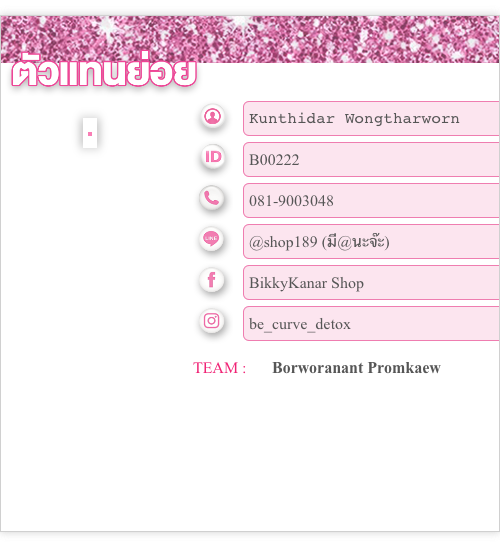 ตัวแทนย่อย
Kunthidar Wongtharworn
ID B00222
081-9003048
LINE @shop189 (มี@นะจ๊ะ)
BikkyKanar Shop
be_curve_detox
TEAM : Borworanant Promkaew